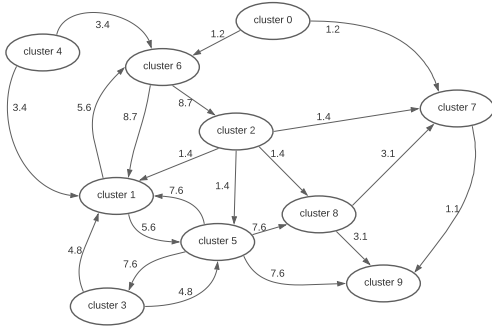 cluster 0
3.4
1.2
1.2
cluster 4
cluster 6
5.6
8.7
8.7
cluster 7
3.4
1.4
cluster 2
1.4
1.4
3.1
1.4
cluster 1
7.6
1.1
5.6
7.6
cluster 8
4.8
7.6
cluster 5
3.1
7.6
cluster 9
4.8
cluster 3